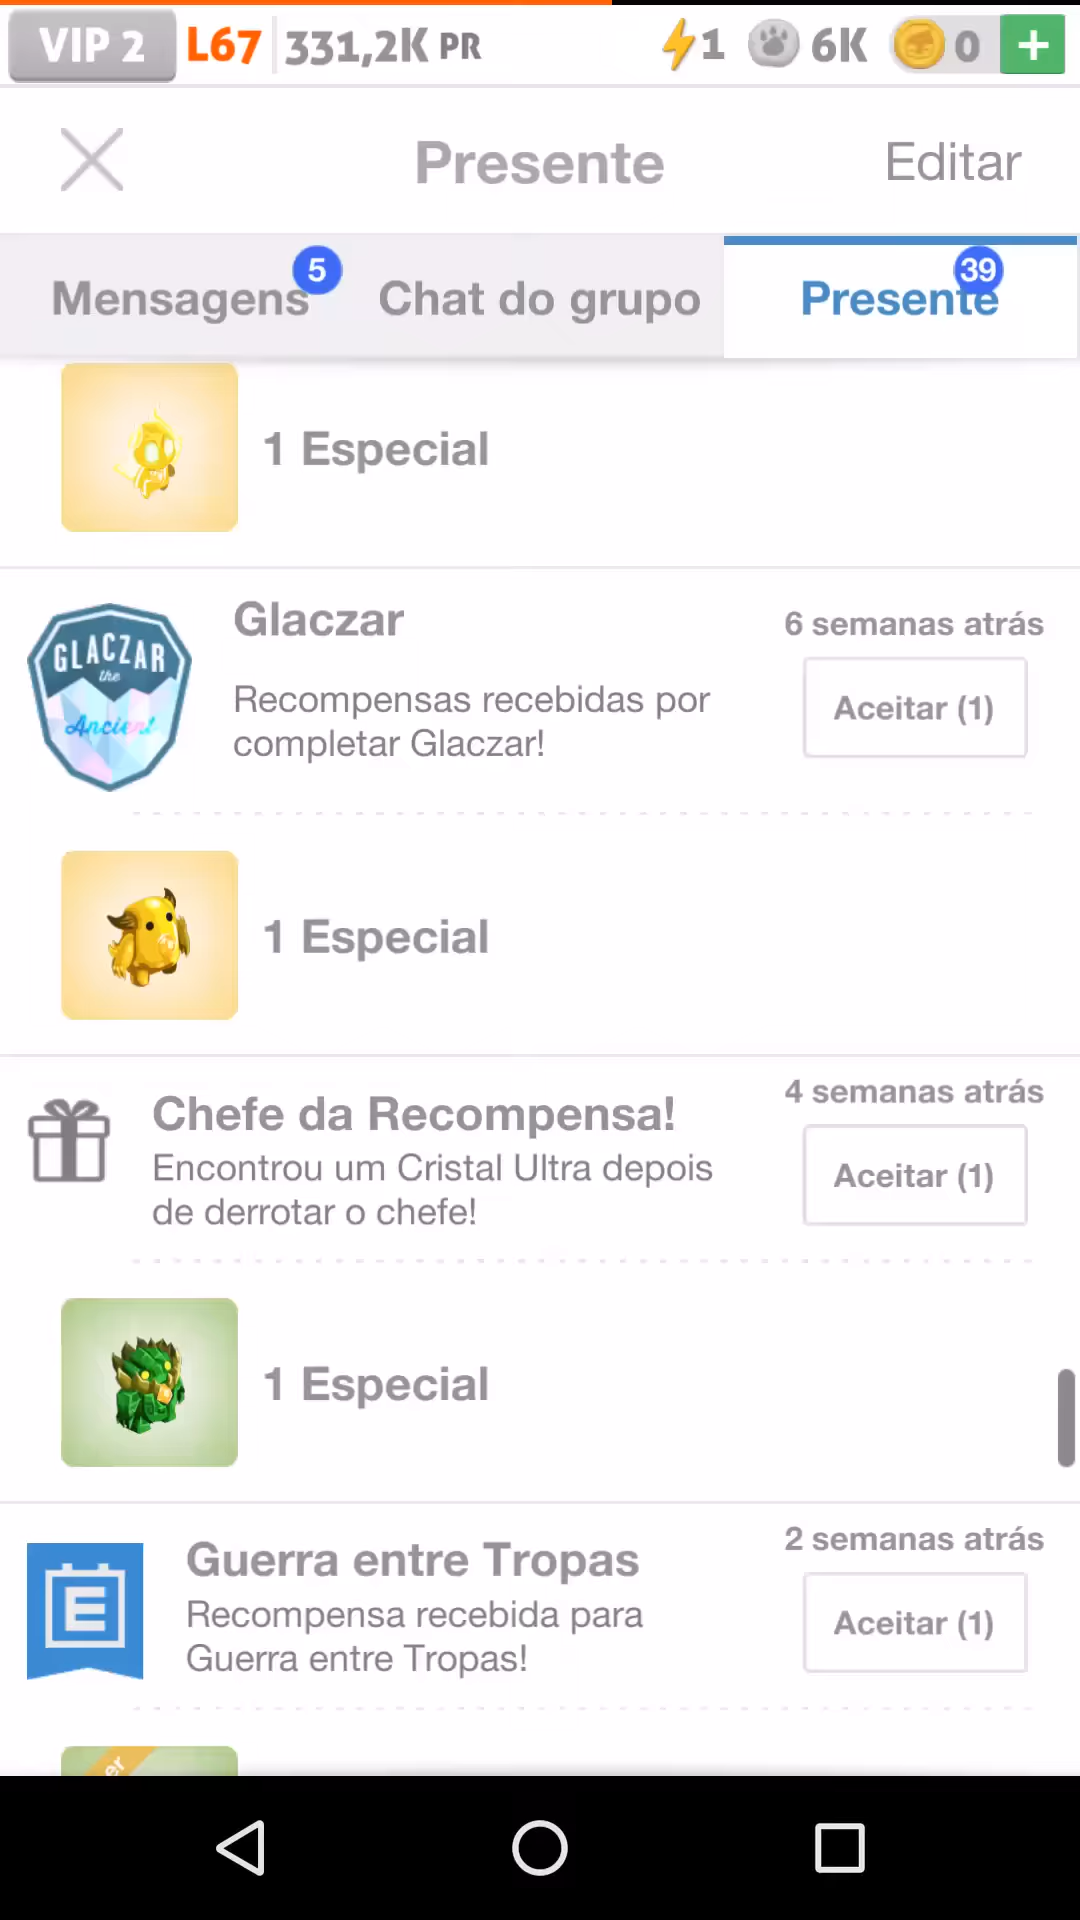 VIP 2 L67 331,2K PR 1 6K 0 +
Presente Editar
Mensagens 5 Chat do grupo Presente 39
1 Especial
Glaczar 6 semanas atrás
GLACZAR
the
Ancient
Recompensas recebidas por
completar Glaczar!
Aceitar (1)
1 Especial
Chefe da Recompensa! 4 semanas atrás
Encontrou um Cristal Ultra depois
de derrotar o chefe!
Aceitar (1)
1 Especial
Guerra entre Tropas 2 semanas atrás
E
Recompensa recebida para
Guerra entre Tropas!
Aceitar (1)